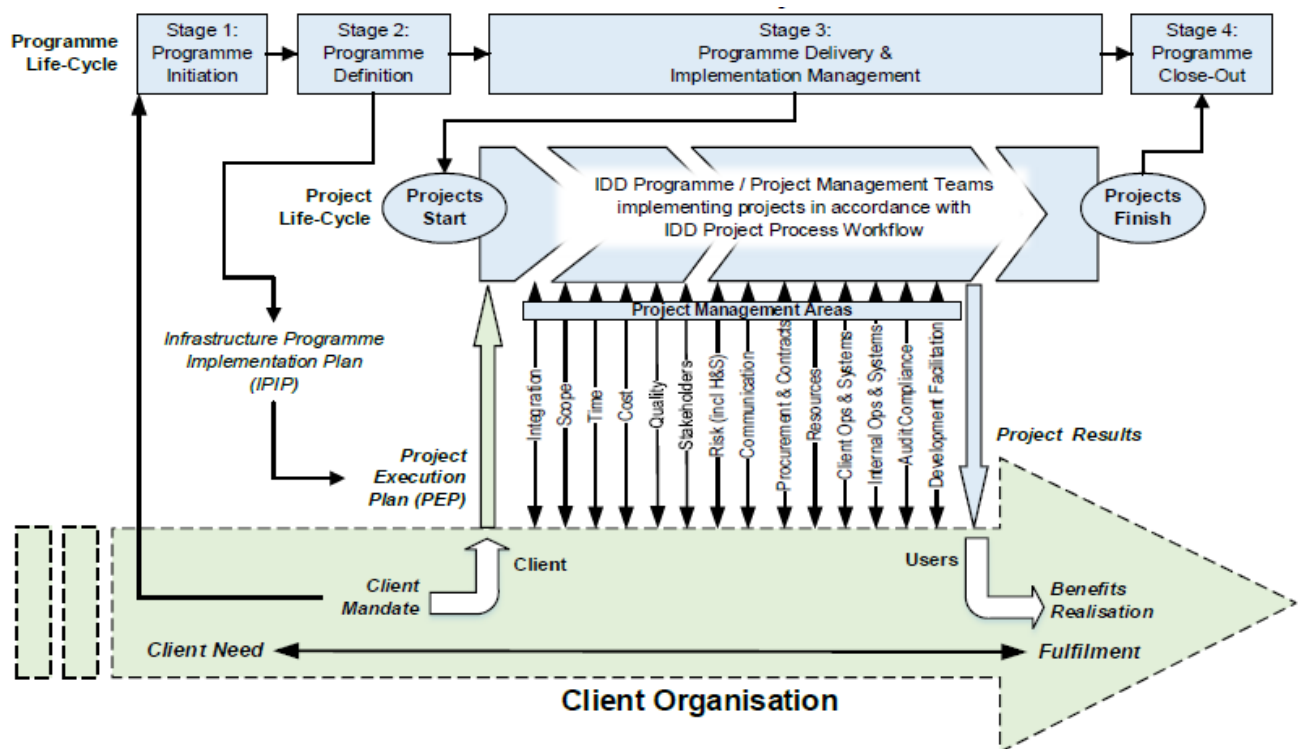 Programme
Life-Cycle
Stage 1:
Programme
Initiation
Stage 2:
Programme
Definition
Stage 3:
Programme Delivery &
Implementation Management
Stage 4:
Programme
Close-Out
Project
Life-Cycle
Projects
Start
IDD Programme / Project Management Teams
implementing projects in accordance with
IDD Project Process Workflow
Projects
Finish
Project Management Areas
Infrastructure Programme
Implementation Plan
(IPIP)
Integration
Scope
Time
Cost
Quality
Stakeholders
Risk (incl H&S)
Communication
Procurement & Contracts
Resources
Client Ops & Systems
Internal Ops & Systems
Audit Compliance
Development Facilitation
Project Results
Project
Execution
Plan (PEP)
Client
Users
Client
Mandate
Benefits
Realisation
Client Need
Fulfilment
Client Organisation